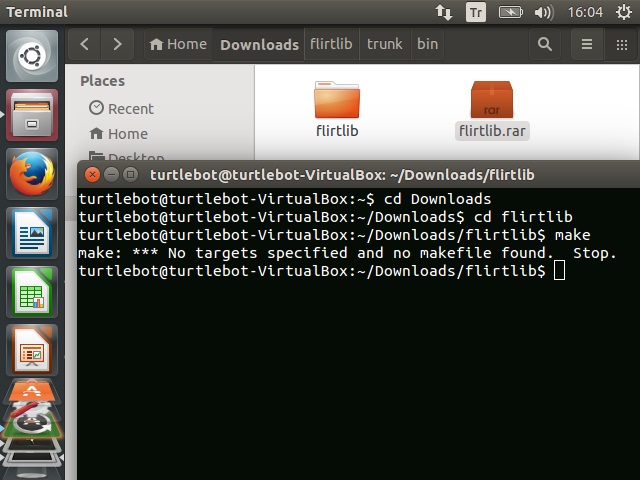 Terminal
Tr
16:04
Home Downloads flirtlib trunk bin
Places
Recent
Home
Desktop
flirtlib
rar
flirtlib.rar
turtlebot@turtlebot-VirtualBox: ~/Downloads/flirtlib
turtlebot@turtlebot-VirtualBox:~$ cd Downloads
turtlebot@turtlebot-VirtualBox:~/Downloads$ cd flirtlib
turtlebot@turtlebot-VirtualBox:~/Downloads/flirtlib$ make
make: *** No targets specified and no makefile found.  Stop.
turtlebot@turtlebot-VirtualBox:~/Downloads/flirtlib$